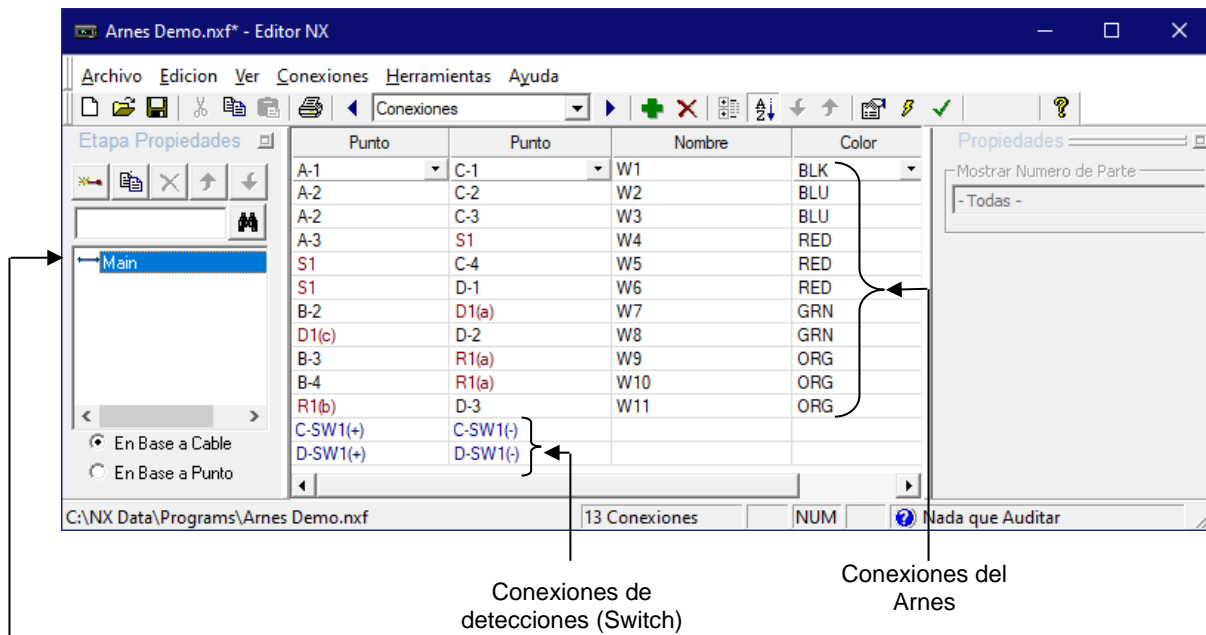 Arnes Demo.nxf* - Editor NX
Archivo Edicion Ver Conexiones Herramientas Ayuda
Conexiones
Etapa Propiedades
Punto Punto Nombre Color
Propiedades
A-1 C-1 W1 BLK
Mostrar Numero de Parte
A-2 C-2 W2 BLU
- Todas -
A-2 C-3 W3 BLU
A-3 S1 W4 RED
Main
S1 C-4 W5 RED
S1 D-1 W6 RED
B-2 D1(a) W7 GRN
D1(c) D-2 W8 GRN
B-3 R1(a) W9 ORG
B-4 R1(a) W10 ORG
R1(b) D-3 W11 ORG
C-SW1(+) C-SW1(-)
En Base a Cable
D-SW1(+) D-SW1(-)
En Base a Punto
C:\NX Data\Programs\Arnes Demo.nxf 13 Conexiones NUM Nada que Auditar
Conexiones de
detecciones (Switch)
Conexiones del
Arnes